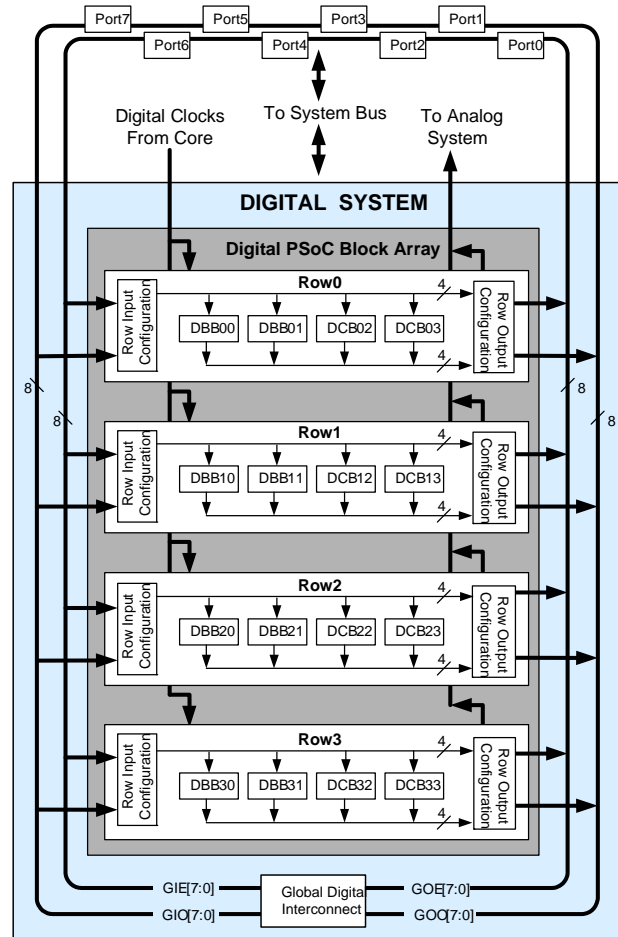 Port7
Port5
Port3
Port1
Port6
Port4
Port2
Port0
Digital Clocks
From Core
To System Bus
To Analog
System
DIGITAL SYSTEM
Digital PSoC Block Array
Row0
Row Input
Configuration
4
DBB00
DBB01
DCB02
DCB03
4
Row Output
Configuration
8
8
8
8
Row1
Row Input
Configuration
4
DBB10
DBB11
DCB12
DCB13
4
Row Output
Configuration
Row2
Row Input
Configuration
4
DBB20
DBB21
DCB22
DCB23
4
Row Output
Configuration
Row3
Row Input
Configuration
4
DBB30
DBB31
DCB32
DCB33
4
Row Output
Configuration
GIE[7:0]
GIO[7:0]
Global Digital
Interconnect
GOE[7:0]
GOO[7:0]